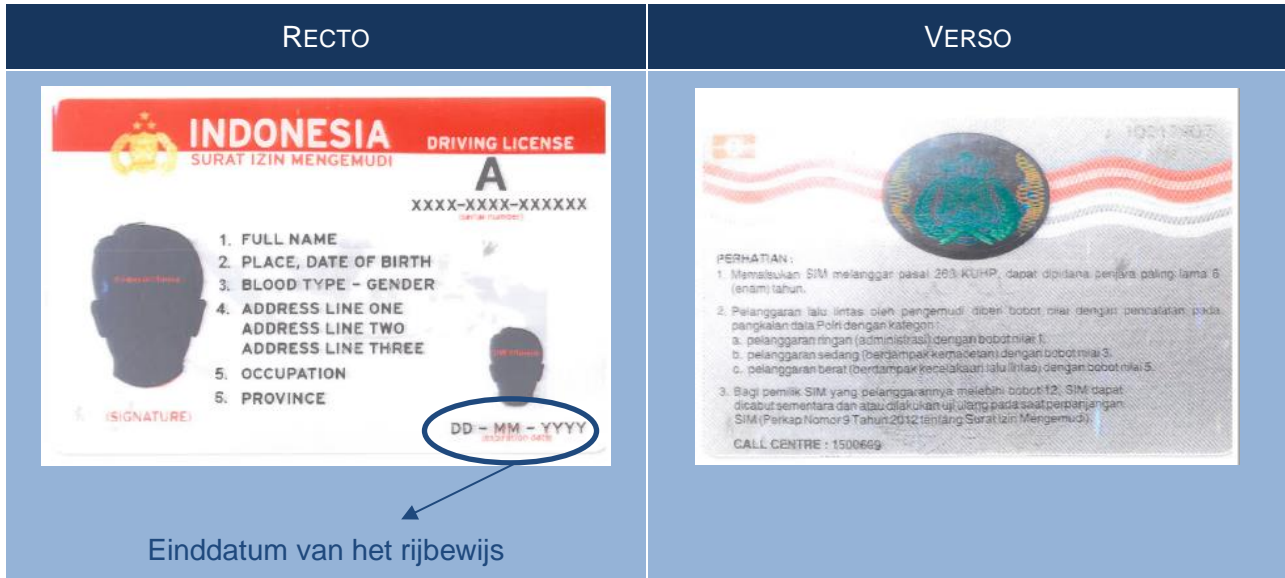 RECTO
VERSO
INDONESIA
SURAT IZIN MENGEMUDI
DRIVING LICENSE
A
XXXX-XXXX-XXXXXX
(serial number)
1. FULL NAME
2. PLACE, DATE OF BIRTH
3. BLOOD TYPE - GENDER
4. ADDRESS LINE ONE
ADDRESS LINE TWO
ADDRESS LINE THREE
5. OCCUPATION
5. PROVINCE
(SIGNATURE)
DD - MM - YYYY
(expiration date)
Einddatum van het rijbewijs
PERHATIAN :
1. Memalsukan SIM melanggar pasal 263 KUHP, dapat dipidana penjara paling lama 6
(enam) tahun.
2. Pelanggaran lalu lintas oleh pengemudi diberi bobot nilai dengan pencatatan pada
pangkalan data Polri dengan kategori :
a. pelanggaran ringan (administrasi) dengan bobot nilai 1.
b. pelanggaran sedang (berdampak kemacetan) dengan bobot nilai 3.
c. pelanggaran berat (berdampak kecelakaan lalu lintas) dengan bobot nilai 5.
3. Bagi pemilik SIM yang pelanggarannya melebihi bobot 12, SIM dapat
dicabut sementara dan atau dilakukan uji ulang pada saat perpanjangan
SIM (Perkap Nomor 9 Tahun 2012 tentang Surat Izin Mengemudi).
CALL CENTRE : 1500669